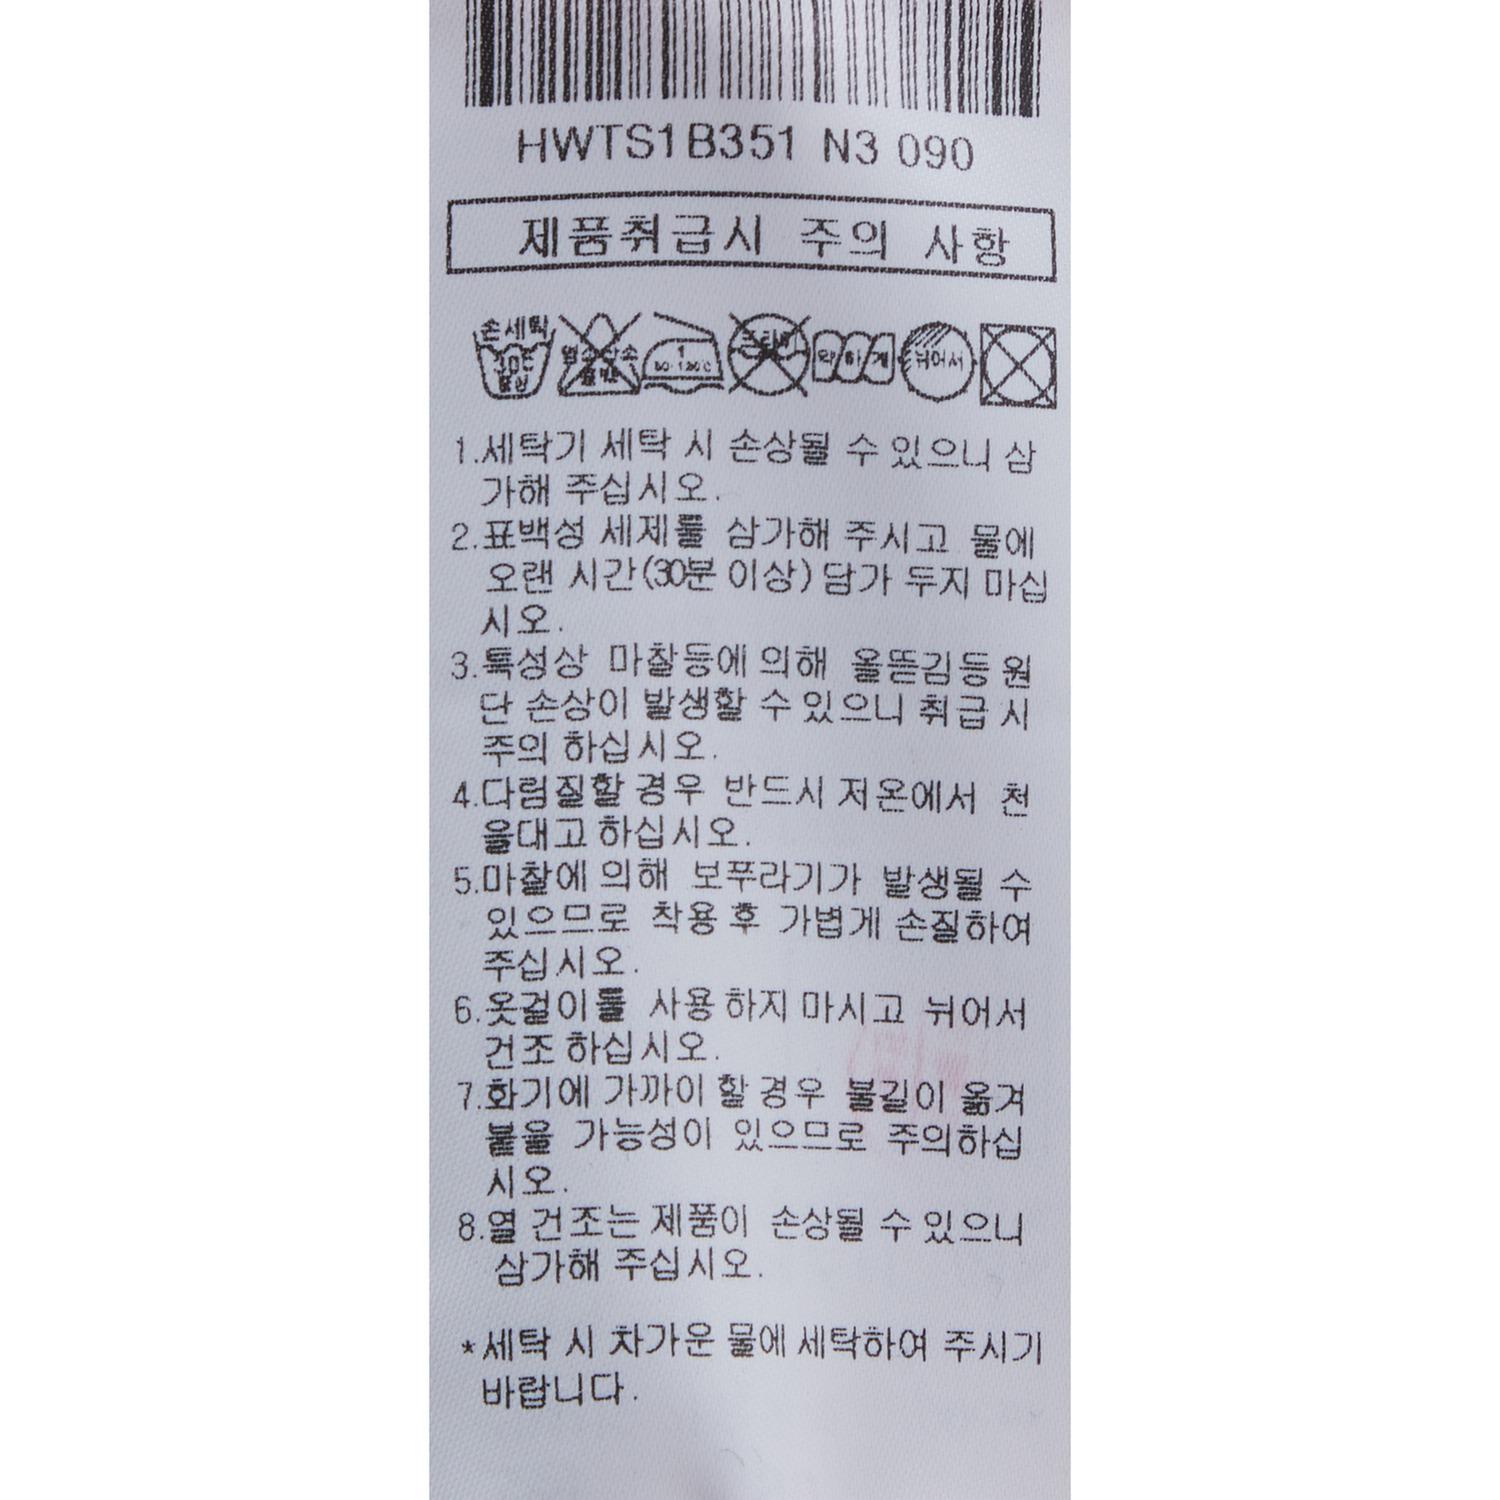 HWTS1B351 N3 090
제품취급시 주의 사항
손세탁
드라이
약하게
뉘어서
1.세탁기 세탁 시 손상될 수 있으니 삼
가해 주십시오.
2.표백성 세제를 삼가해 주시고 물에
오랜 시간(30분 이상) 담가 두지 마십
시오.
3.특성상 마찰등에 의해 올뜯김등 원
단 손상이 발생할 수 있으니 취급 시
주의 하십시오.
4.다림질할 경우 반드시 저온에서 천
을대고 하십시오.
5.마찰에 의해 보푸라기가 발생될 수
있으므로 착용 후 가볍게 손질하여
주십시오.
6.옷걸이를 사용 하지 마시고 뉘어서
건조 하십시오.
7.화기에 가까이 할 경우 불길이 옮겨
붙을 가능성이 있으므로 주의하십
시오.
8.열 건조는 제품이 손상될 수 있으니
삼가해 주십시오.
*세탁 시 차가운 물에 세탁하여 주시기
바랍니다.